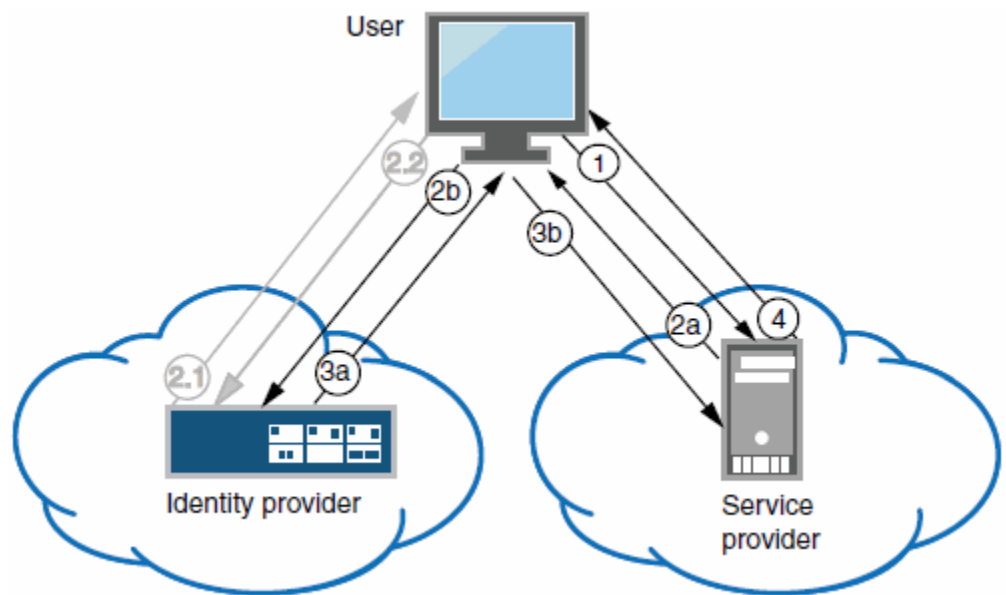 User
2.2
1
2b
3b
2a
4
2.1
3a
Identity provider
Service
provider